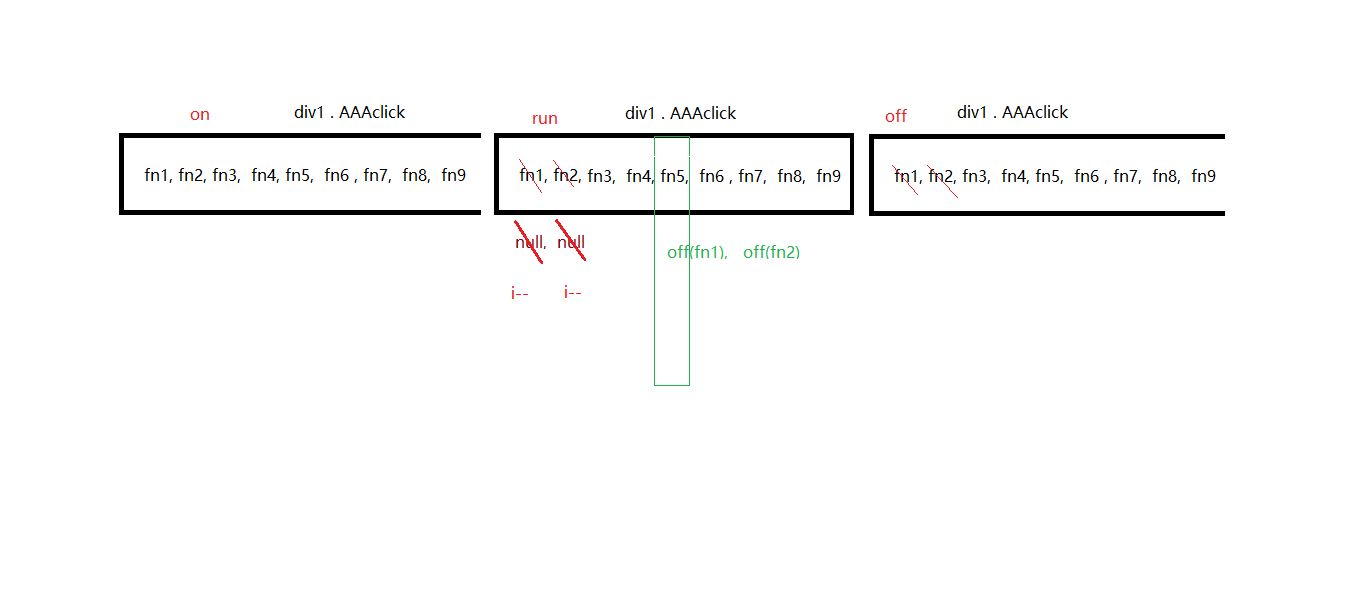 on div1 . AAAclick
fn1, fn2, fn3, fn4, fn5, fn6 , fn7, fn8, fn9
run div1 . AAAclick
fn1, fn2, fn3, fn4, fn5, fn6 , fn7, fn8, fn9
null, null
off(fn1), off(fn2)
i-- i--
off div1 . AAAclick
fn1, fn2, fn3, fn4, fn5, fn6 , fn7, fn8, fn9